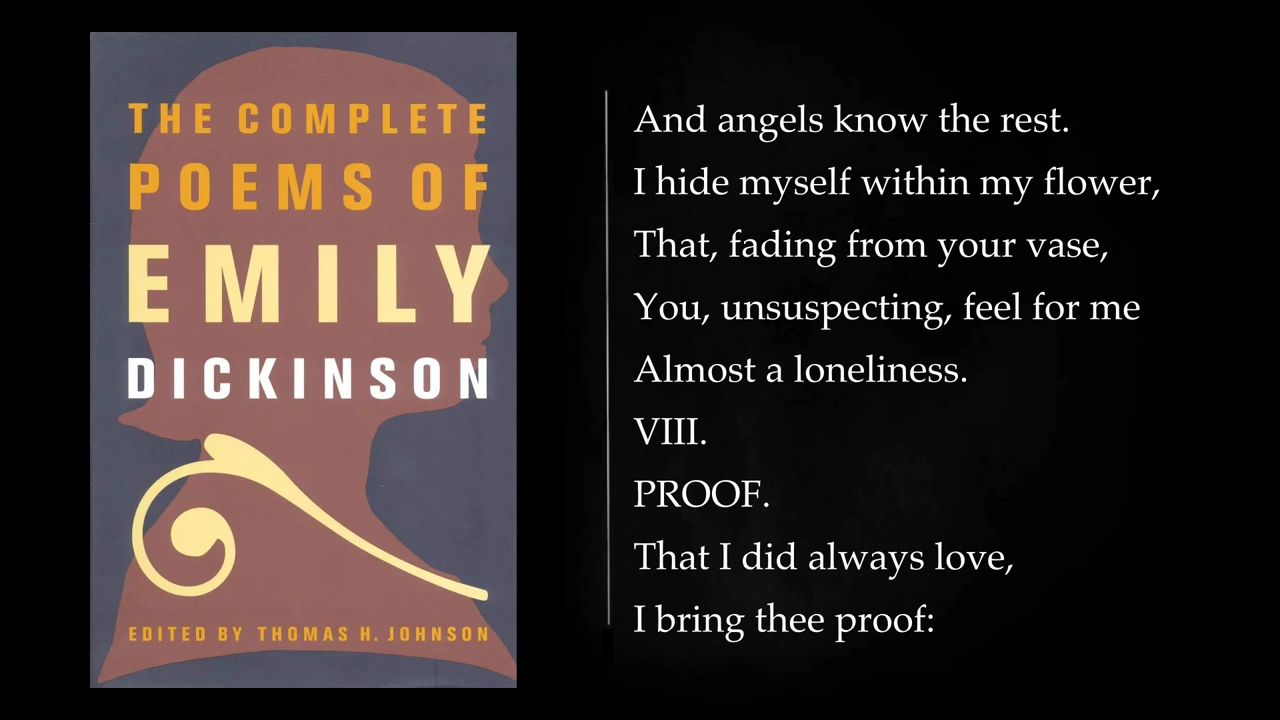 THE COMPLETE
POEMS OF
EMILY
DICKINSON
EDITED BY THOMAS H. JOHNSON
And angels know the rest.
I hide myself within my flower,
That, fading from your vase,
You, unsuspecting, feel for me
Almost a loneliness.
VIII.
PROOF.
That I did always love,
I bring thee proof: